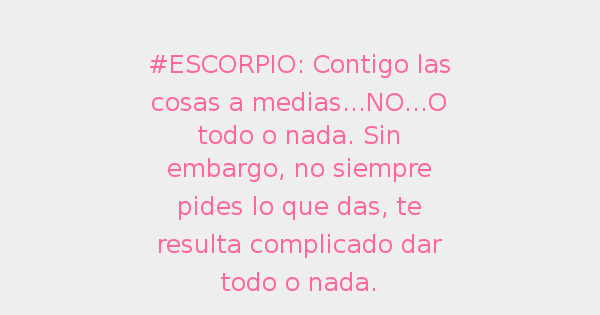 #ESCORPIO: Contigo las
cosas a medias...NO...O
todo o nada. Sin
embargo, no siempre
pides lo que das, te
resulta complicado dar
todo o nada.